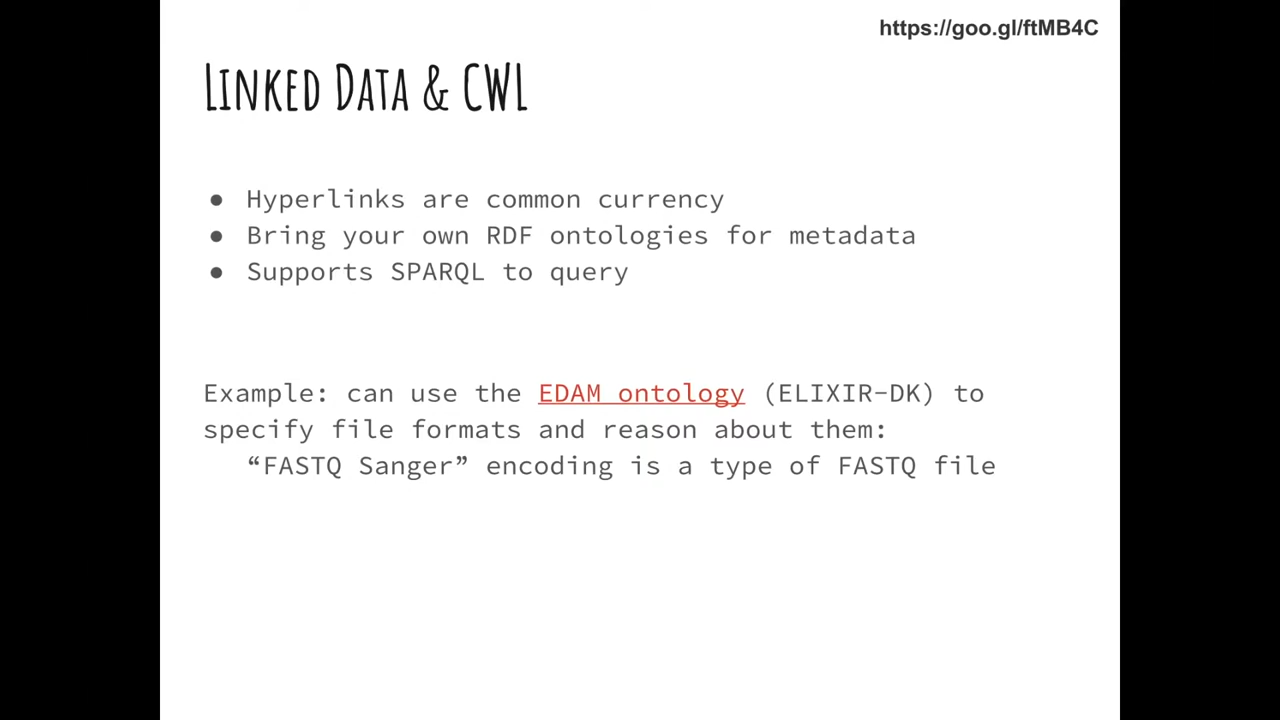 https://goo.gl/ftMB4C
Linked Data & CWL
● Hyperlinks are common currency
● Bring your own RDF ontologies for metadata
● Supports SPARQL to query
Example: can use the EDAM ontology (ELIXIR-DK) to
specify file formats and reason about them:
“FASTQ Sanger” encoding is a type of FASTQ file